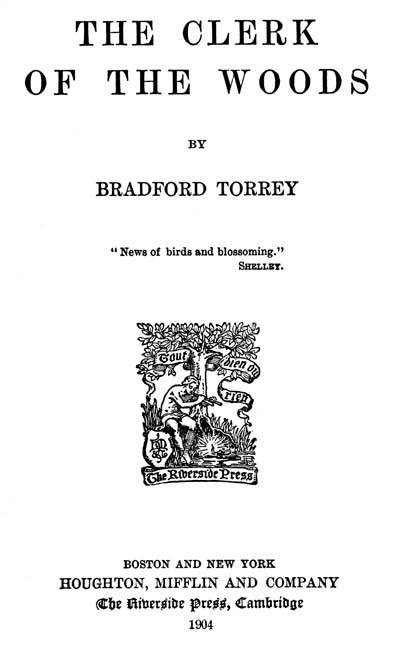 THE CLERK
OF THE WOODS
BY
BRADFORD TORREY
“News of birds and blossoming.”
SHELLEY.
Tout bien ou
rien
The Riverside Press
BOSTON AND NEW YORK
HOUGHTON, MIFFLIN AND COMPANY
The Riverside Press, Cambridge
1904